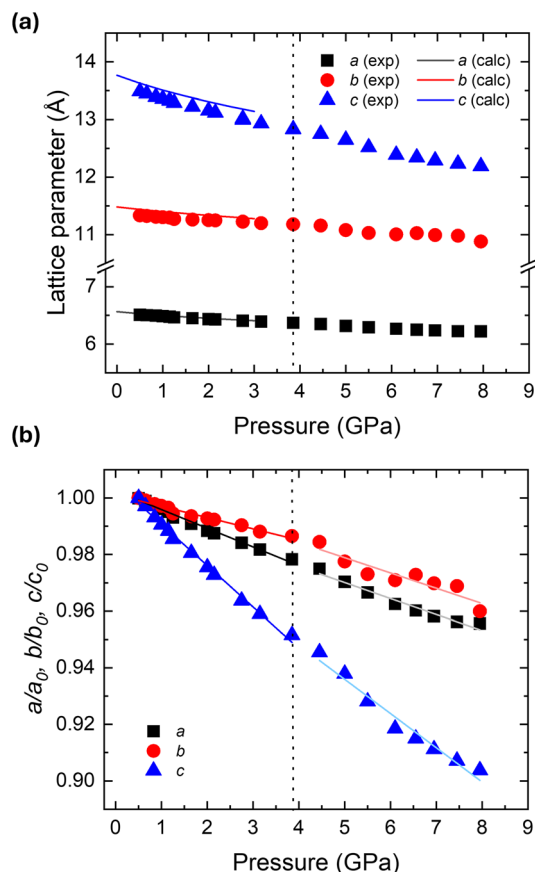 (a)
14
13
12
11
7
6
Lattice parameter (Å)
a (exp) a (calc)
b (exp) b (calc)
c (exp) c (calc)
0 1 2 3 4 5 6 7 8 9
Pressure (GPa)
(b)
1.00
0.98
0.96
0.94
0.92
0.90
a/a0, b/b0, c/c0
a
b
c
0 1 2 3 4 5 6 7 8 9
Pressure (GPa)